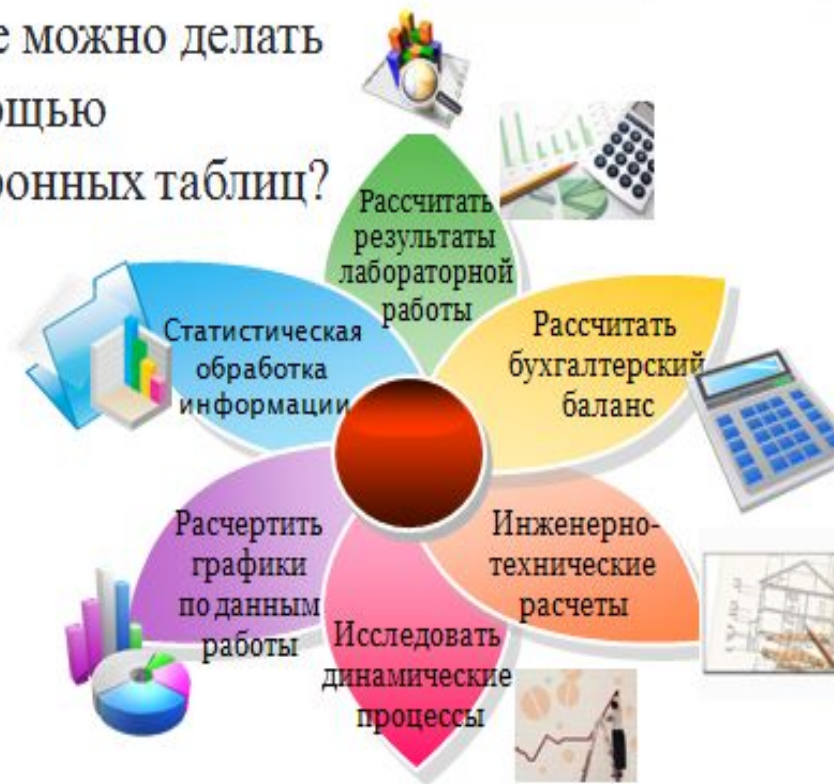 е можно делать
ощью
ронных таблиц?
Рассчитать
результаты
лабораторной
работы
Рассчитать
бухгалтерский
баланс
Инженерно-
технические
расчеты
Исследовать
динамические
процессы
Расчертить
графики
по данным
работы
Статистическая
обработка
информации